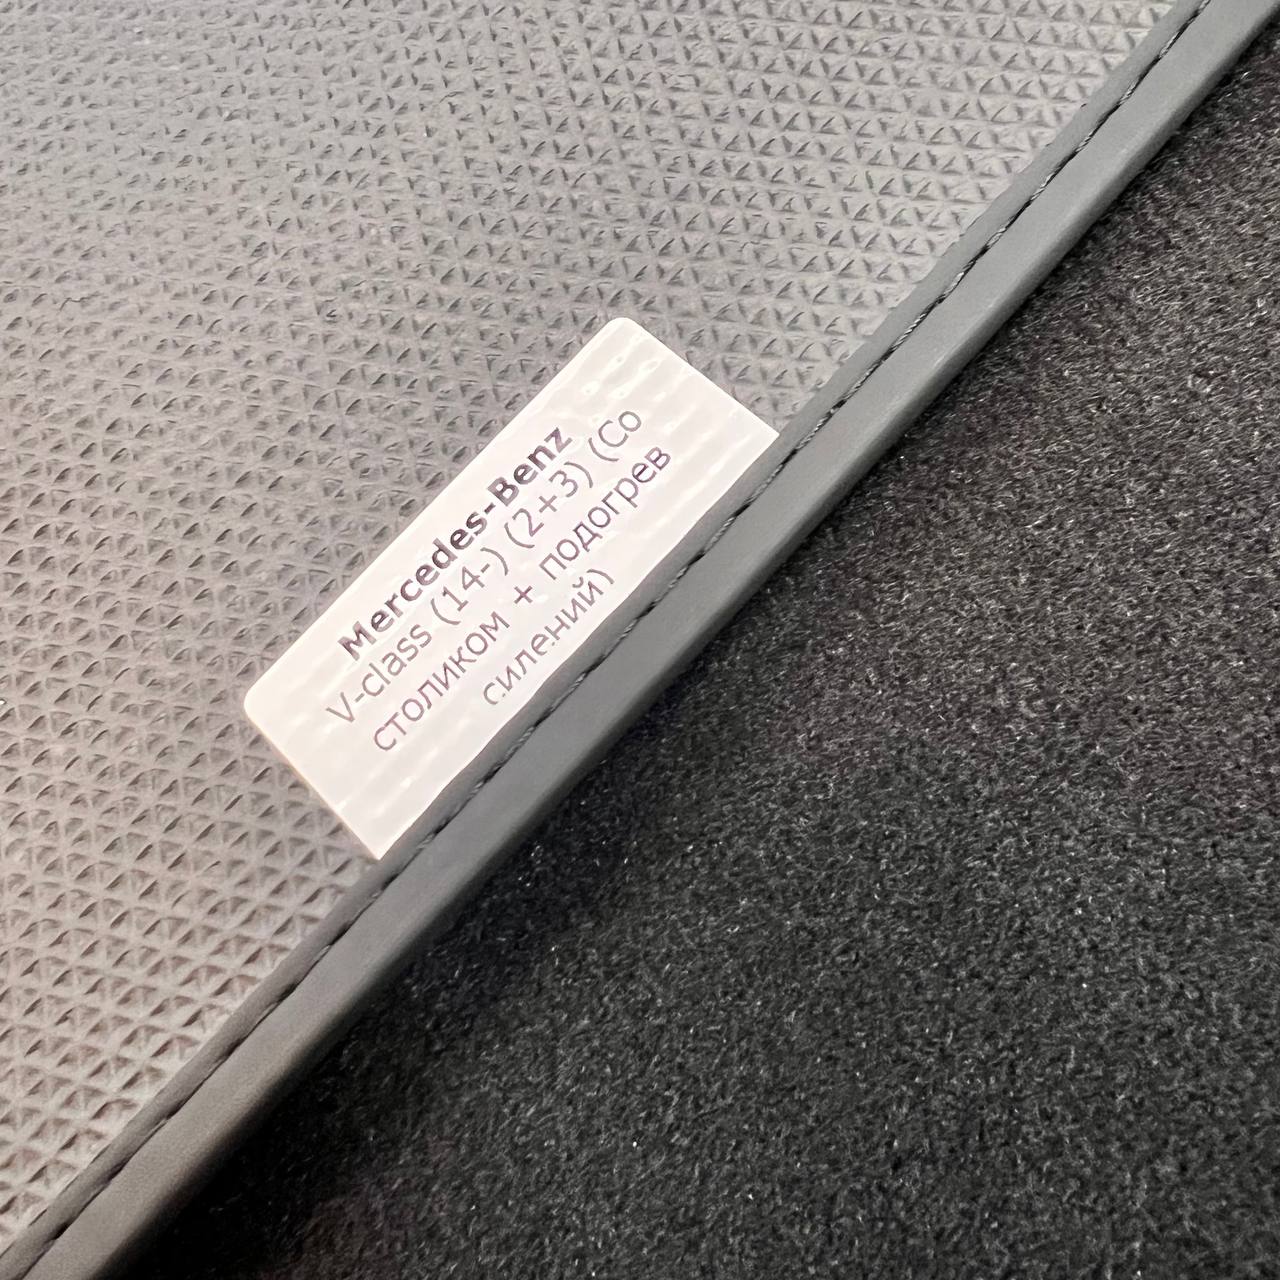 Mercedes-Benz
V-class (14-) (2+3) (Со
столиком + подогрев
силений)